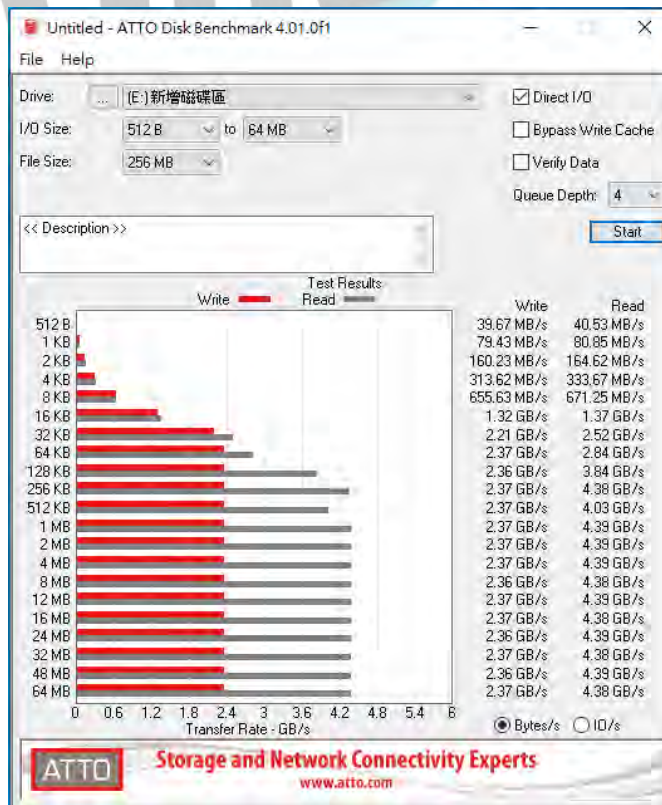 Untitled - ATTO Disk Benchmark 4.01.0f1
File Help
Drive: ... (E:)新增磁碟區
Direct I/O
I/O Size: 512 B to 64 MB
Bypass Write Cache
File Size: 256 MB
Verify Data
Queue Depth: 4
<< Description >>
Start
Test Results
Write Read
Write Read
512 B 39.67 MB/s 40.53 MB/s
1 KB 79.43 MB/s 80.85 MB/s
2 KB 160.23 MB/s 164.62 MB/s
4 KB 313.62 MB/s 333.67 MB/s
8 KB 655.63 MB/s 671.25 MB/s
16 KB 1.32 GB/s 1.37 GB/s
32 KB 2.21 GB/s 2.52 GB/s
64 KB 2.37 GB/s 2.84 GB/s
128 KB 2.36 GB/s 3.84 GB/s
256 KB 2.37 GB/s 4.38 GB/s
512 KB 2.37 GB/s 4.03 GB/s
1 MB 2.37 GB/s 4.39 GB/s
2 MB 2.37 GB/s 4.39 GB/s
4 MB 2.37 GB/s 4.39 GB/s
8 MB 2.36 GB/s 4.38 GB/s
12 MB 2.37 GB/s 4.39 GB/s
16 MB 2.37 GB/s 4.38 GB/s
24 MB 2.36 GB/s 4.39 GB/s
32 MB 2.37 GB/s 4.38 GB/s
48 MB 2.36 GB/s 4.39 GB/s
64 MB 2.37 GB/s 4.38 GB/s
0 0.6 1.2 1.8 2.4 3 3.6 4.2 4.8 5.4 6
Transfer Rate - GB/s
Bytes/s IO/s
ATTO
Storage and Network Connectivity Experts
www.atto.com